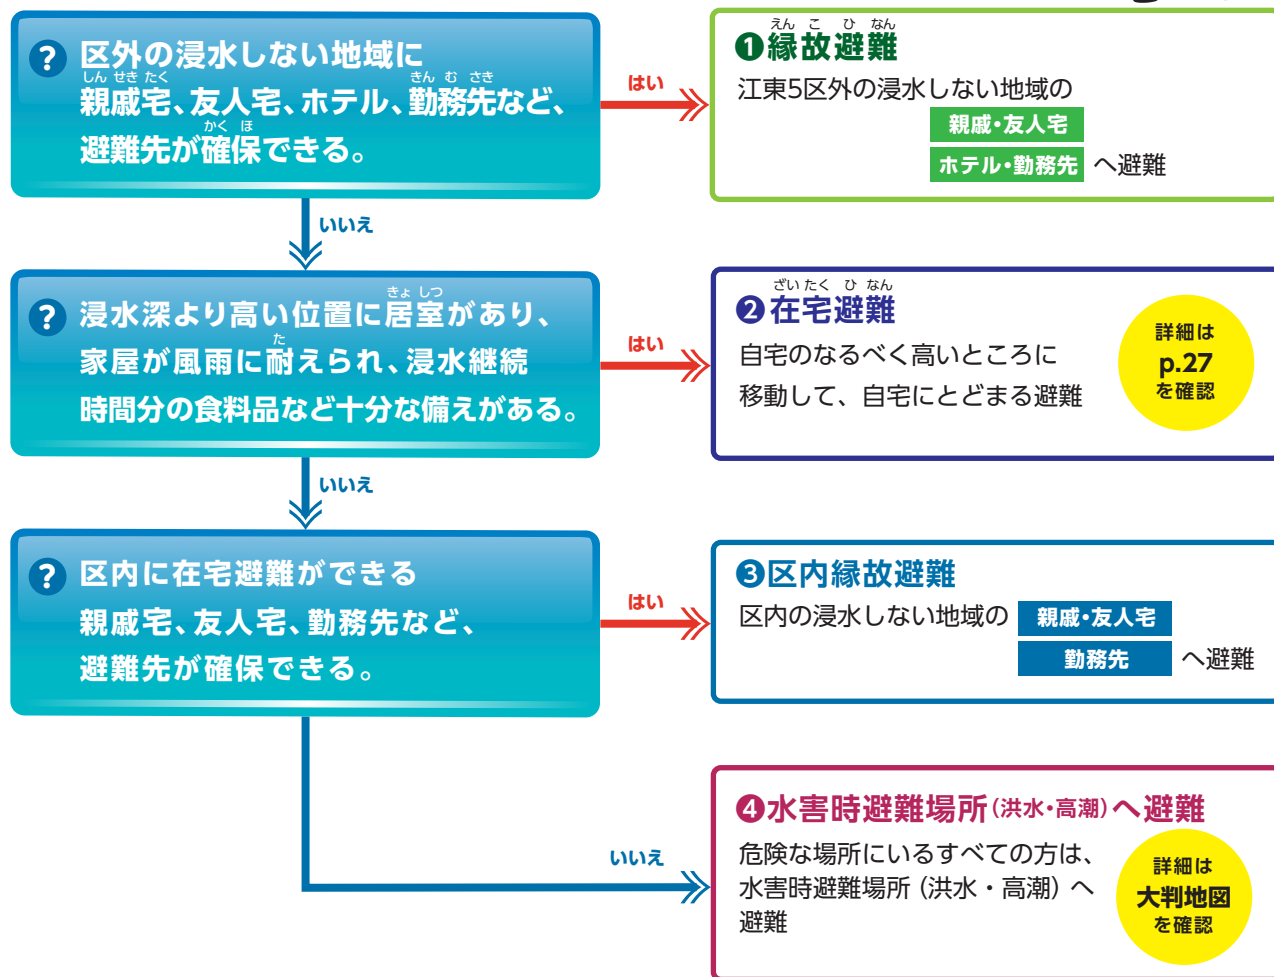 ? 区外の浸水しない地域に
しんせきたく きんむさき
親戚宅、友人宅、ホテル、勤務先など、
かくほ
避難先が確保できる。
はい
えんこひなん
❶縁故避難
江東5区外の浸水しない地域の
親戚・友人宅
ホテル・勤務先 へ避難
いいえ
きょしつ
? 浸水深より高い位置に居室があり、
た
家屋が風雨に耐えられ、浸水継続
時間分の食料品など十分な備えがある。
はい
ざいたくひなん
❷在宅避難
自宅のなるべく高いところに
移動して、自宅にとどまる避難
詳細は
p.27
を確認
いいえ
? 区内に在宅避難ができる
親戚宅、友人宅、勤務先など、
避難先が確保できる。
はい
❸区内縁故避難
区内の浸水しない地域の 親戚・友人宅
勤務先 へ避難
いいえ
❹水害時避難場所(洪水・高潮)へ避難
危険な場所にいるすべての方は、
水害時避難場所(洪水・高潮)へ
避難
詳細は
大判地図
を確認